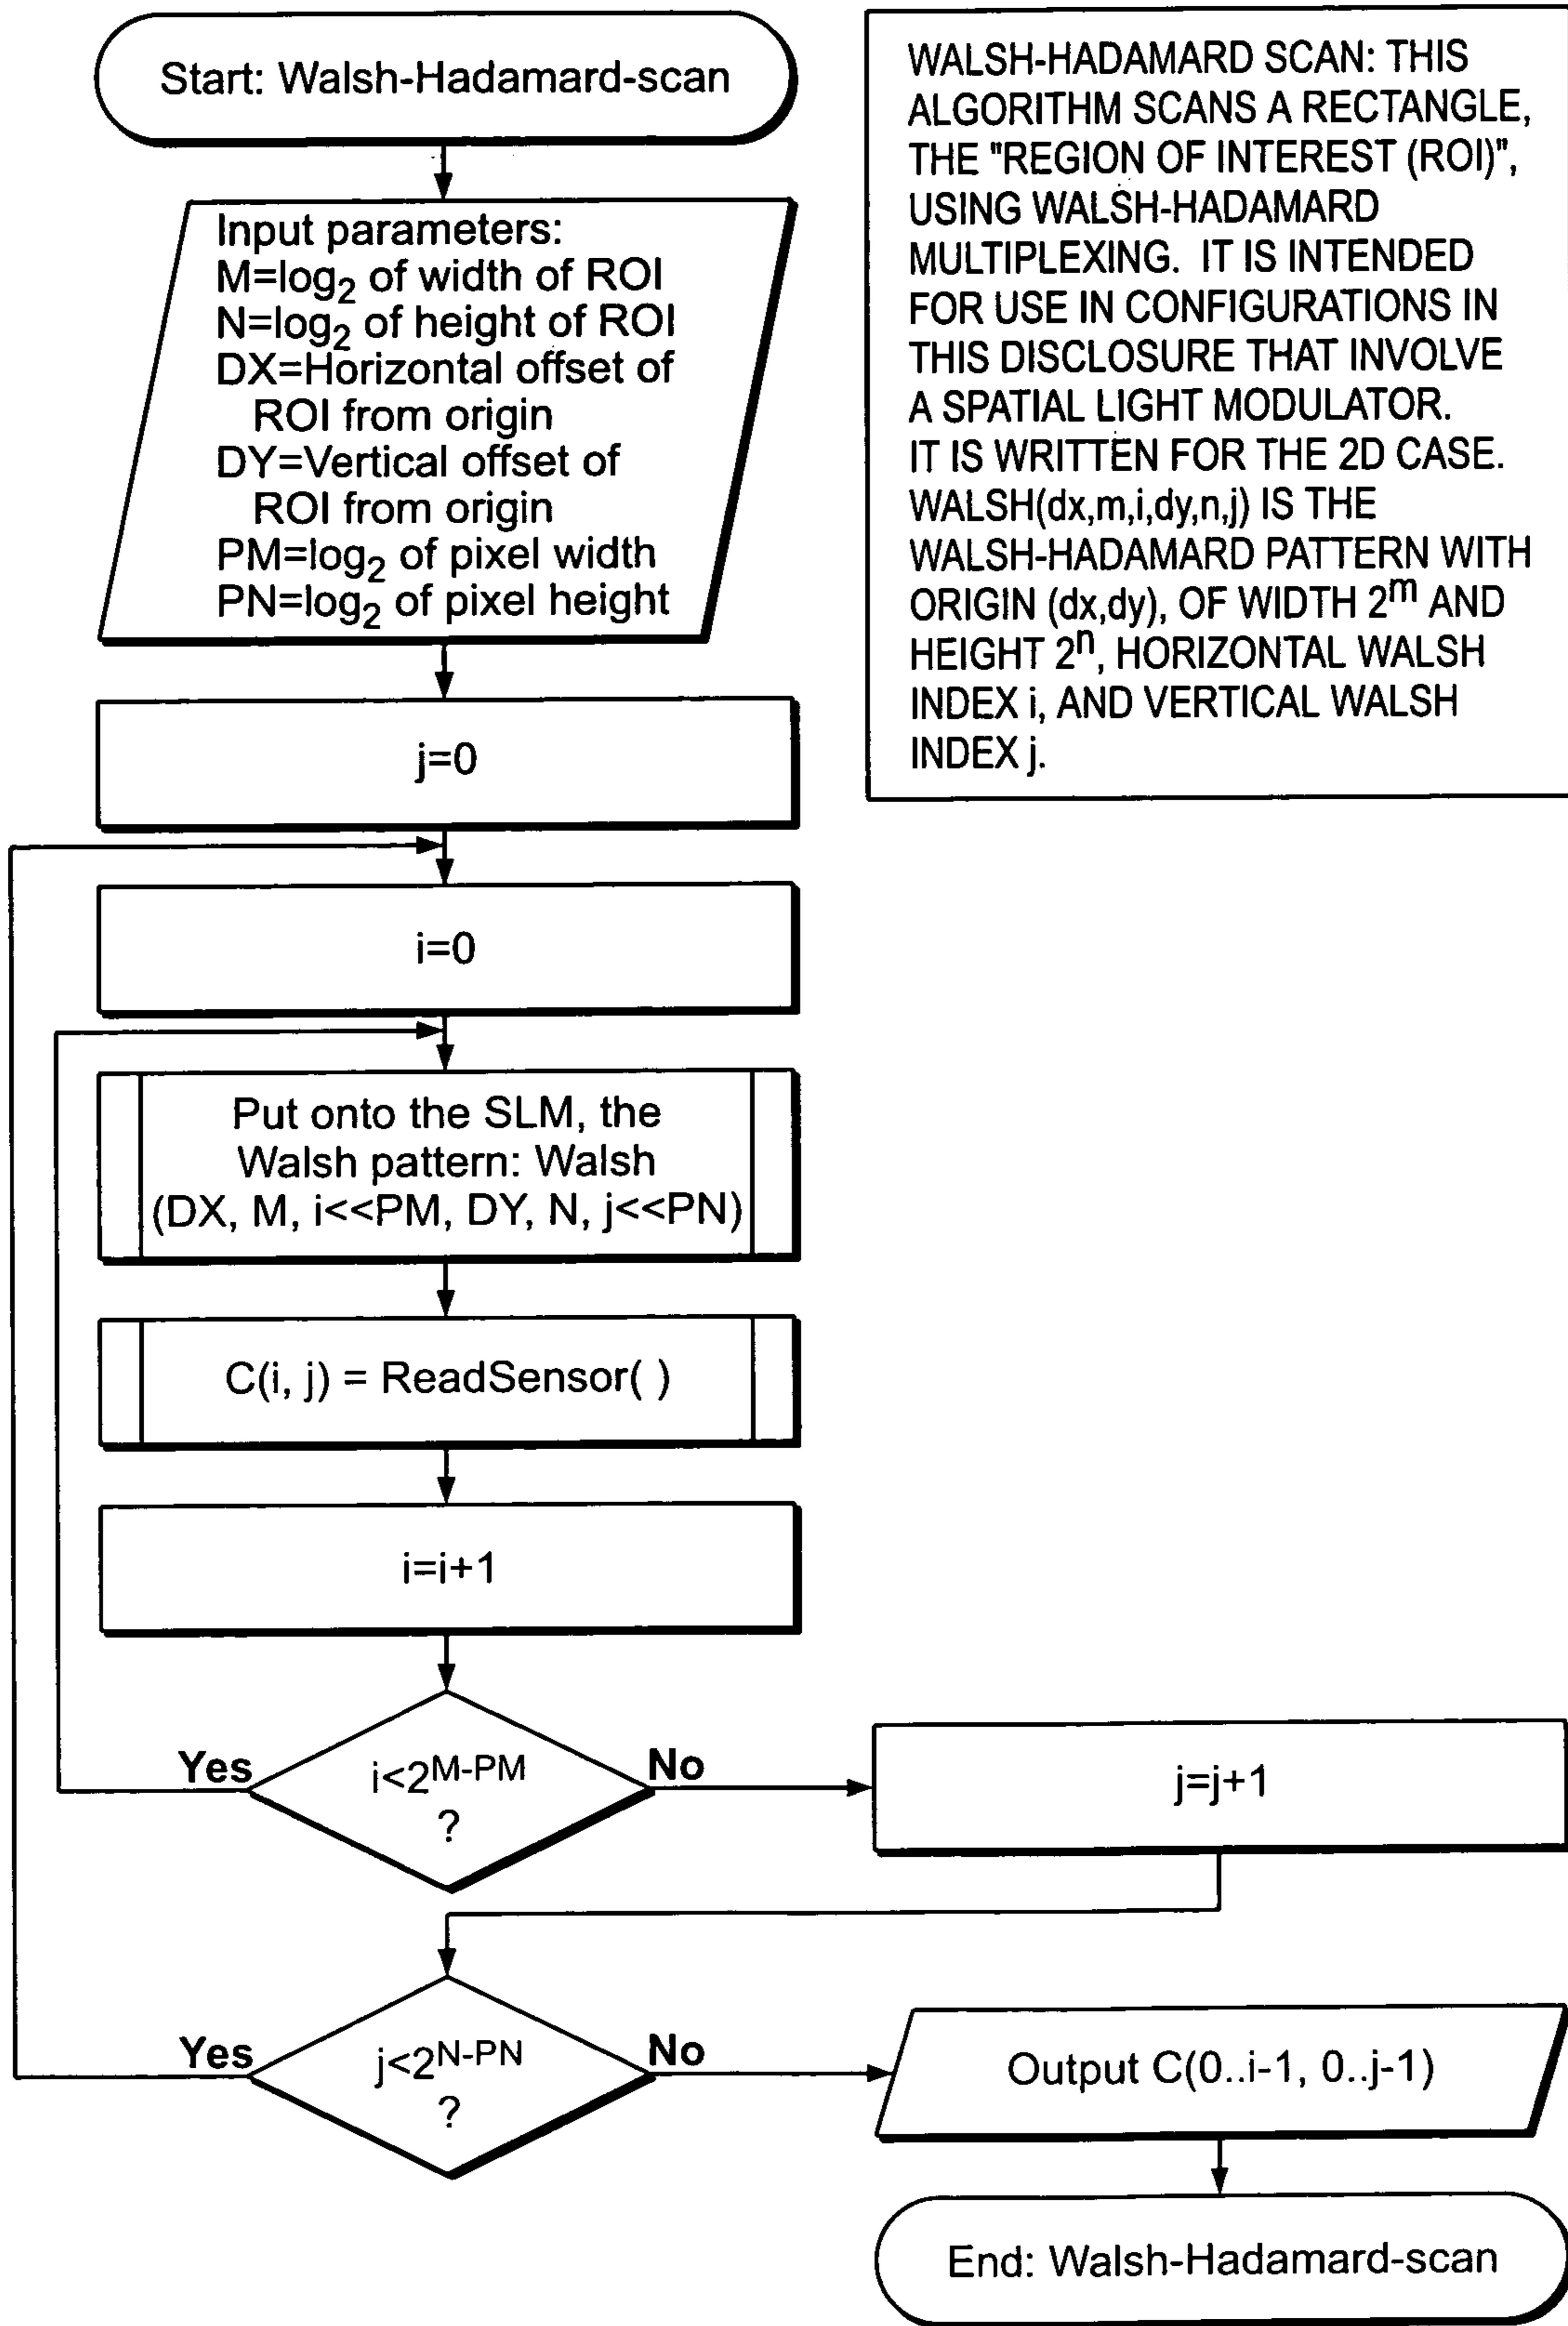 Start: Walsh-Hadamard-scan
Input parameters:
M=log₂ of width of ROI
N=log₂ of height of ROI
DX=Horizontal offset of
ROI from origin
DY=Vertical offset of
ROI from origin
PM=log₂ of pixel width
PN=log₂ of pixel height
WALSH-HADAMARD SCAN: THIS
ALGORITHM SCANS A RECTANGLE,
THE "REGION OF INTEREST (ROI)",
USING WALSH-HADAMARD
MULTIPLEXING. IT IS INTENDED
FOR USE IN CONFIGURATIONS IN
THIS DISCLOSURE THAT INVOLVE
A SPATIAL LIGHT MODULATOR.
IT IS WRITTEN FOR THE 2D CASE.
WALSH(dx,m,i,dy,n,j) IS THE
WALSH-HADAMARD PATTERN WITH
ORIGIN (dx,dy), OF WIDTH 2ᵐ AND
HEIGHT 2ⁿ, HORIZONTAL WALSH
INDEX i, AND VERTICAL WALSH
INDEX j.
j=0
i=0
Put onto the SLM, the
Walsh pattern: Walsh
(DX, M, i<<PM, DY, N, j<<PN)
C(i, j) = ReadSensor( )
i=i+1
Yes
i<2^M-PM
?
No
j=j+1
Yes
j<2^N-PN
?
No
Output C(0..i-1, 0..j-1)
End: Walsh-Hadamard-scan